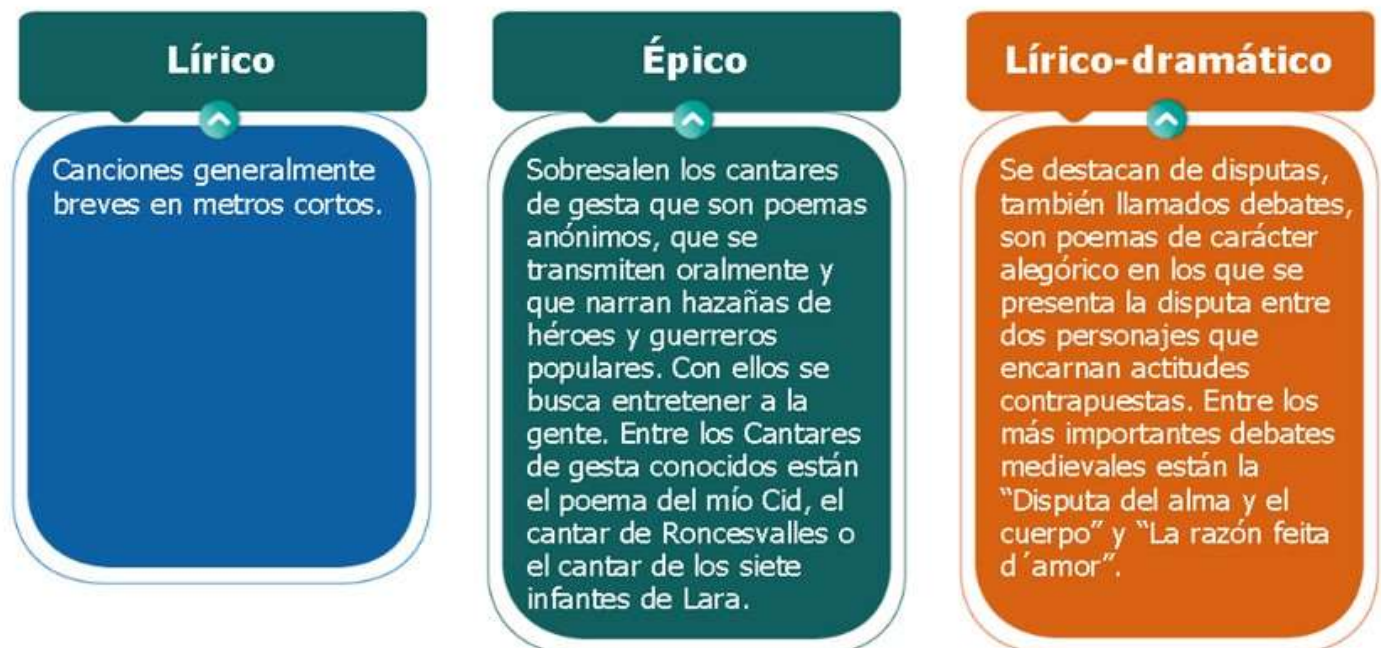 Lírico
Canciones generalmente
breves en metros cortos.
Épico
Sobresalen los cantares
de gesta que son poemas
anónimos, que se
transmiten oralmente y
que narran hazañas de
héroes y guerreros
populares. Con ellos se
busca entretener a la
gente. Entre los Cantares
de gesta conocidos están
el poema del mío Cid, el
cantar de Roncesvalles o
el cantar de los siete
infantes de Lara.
Lírico-dramático
Se destacan de disputas,
también llamados debates,
son poemas de carácter
alegórico en los que se
presenta la disputa entre
dos personajes que
encarnan actitudes
contrapuestas. Entre los
más importantes debates
medievales están la
“Disputa del alma y el
cuerpo” y “La razón feita
d´amor”.